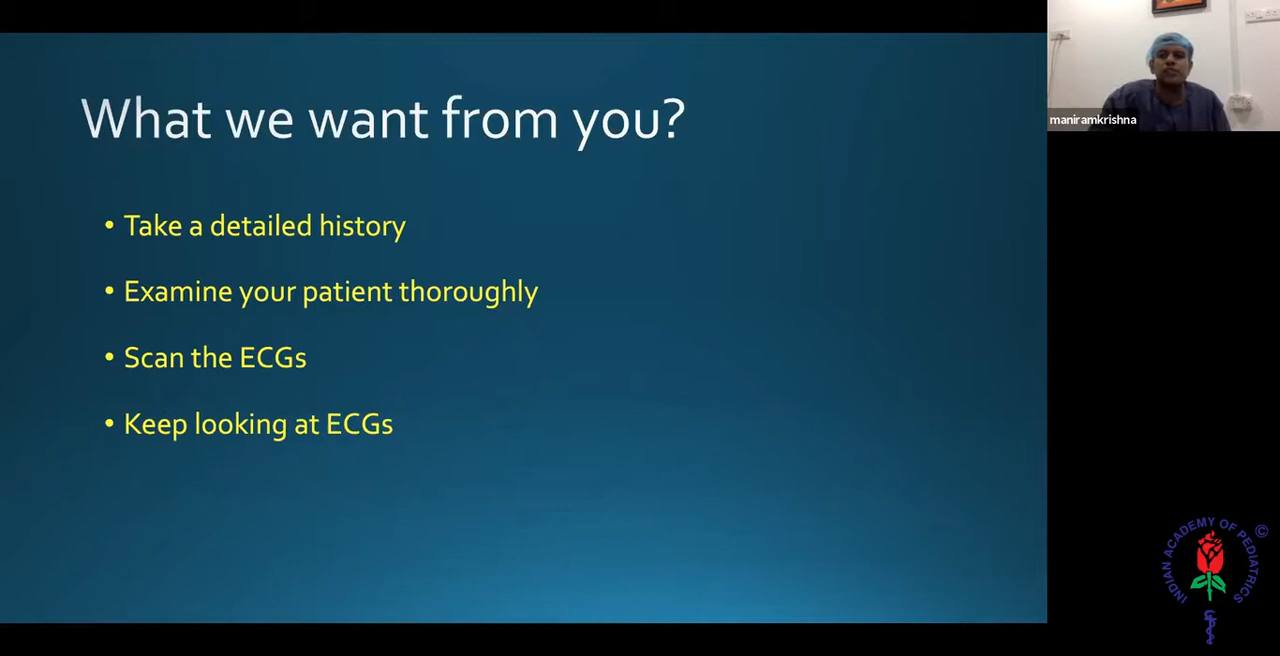 What we want from you?
• Take a detailed history
• Examine your patient thoroughly
• Scan the ECGs
• Keep looking at ECGs
maniramkrishna
INDIAN ACADEMY OF PEDIATRICS
©